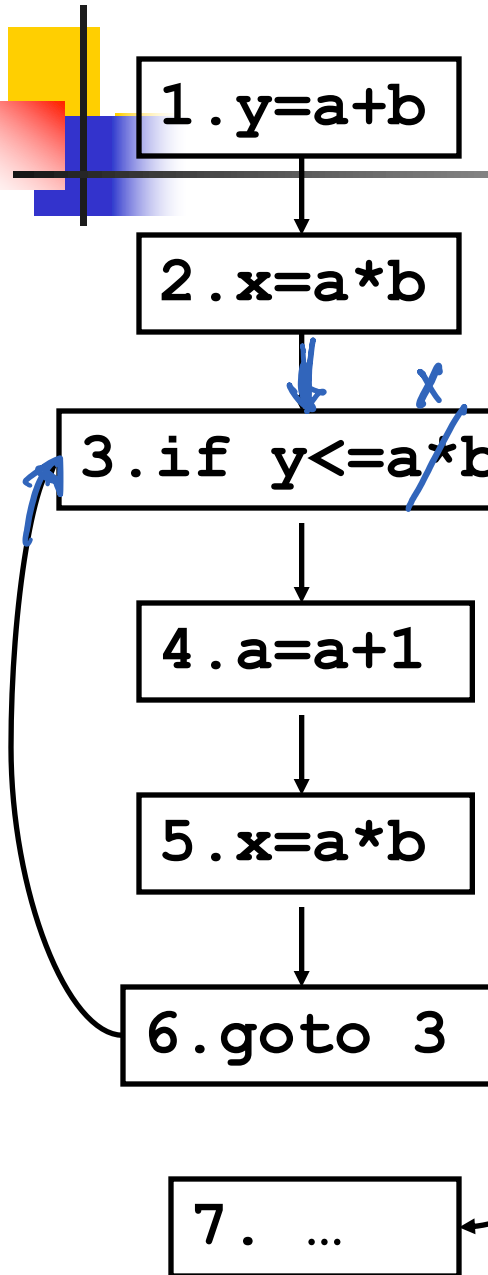 1.y=a+b
2.x=a*b
x
3.if y<=a*b
4.a=a+1
5.x=a*b
6.goto 3
7. …